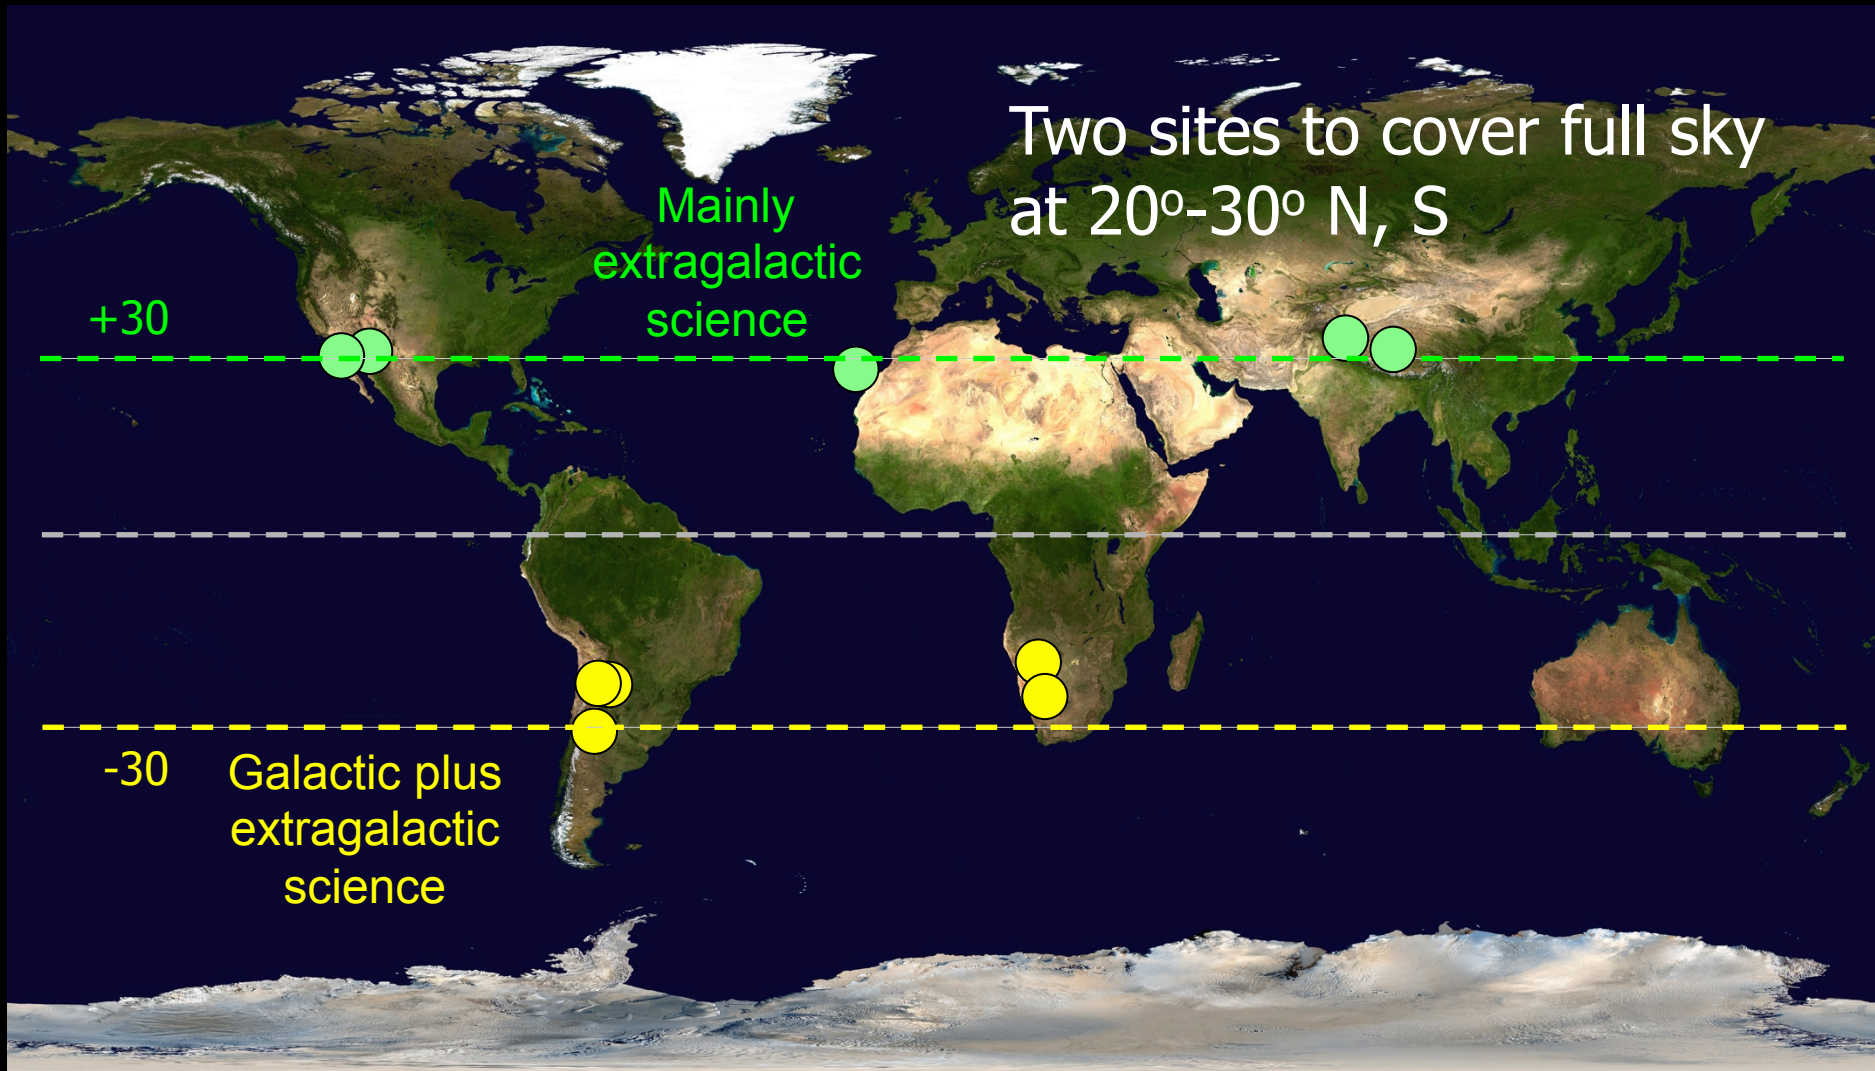 Two sites to cover full sky
at 20º-30º N, S
Mainly
extragalactic
science
+30
-30
Galactic plus
extragalactic
science